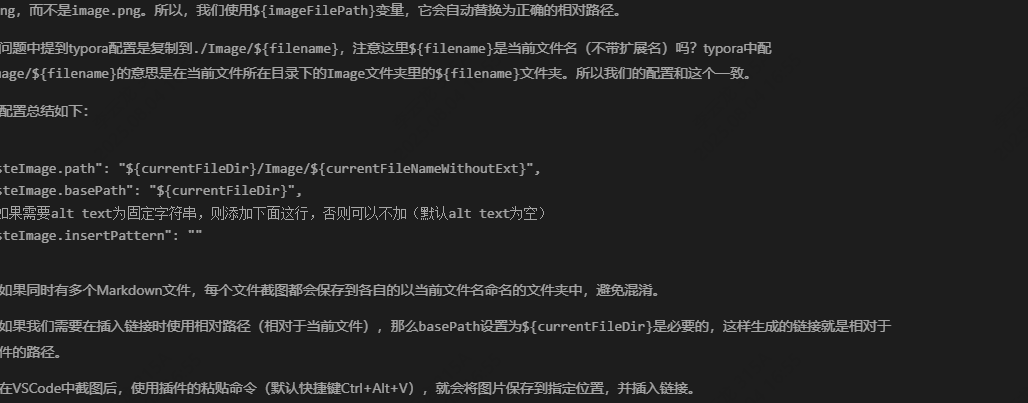 ng，而不是image.png。所以，我们使用${imageFilePath}变量，它会自动替换为正确的相对路径。
问题中提到typora配置是复制到./Image/${filename}，注意这里${filename}是当前文件名（不带扩展名）吗？typora中配
mage/${filename}的意思是在当前文件所在目录下的Image文件夹里的${filename}文件夹。所以我们的配置和这个一致。
配置总结如下：
steImage.path": "${currentFileDir}/Image/${currentFileNameWithoutExt}",
steImage.basePath": "${currentFileDir}",
如果需要alt text为固定字符串，则添加下面这行，否则可以不加（默认alt text为空）
steImage.insertPattern": ""
如果同时有多个Markdown文件，每个文件截图都会保存到各自的以当前文件名命名的文件夹中，避免混淆。
如果我们需要在插入链接时使用相对路径（相对于当前文件），那么basePath设置为${currentFileDir}是必要的，这样生成的链接就是相对于
件的路径。
在VSCode中截图后，使用插件的粘贴命令（默认快捷键Ctrl+Alt+V），就会将图片保存到指定位置，并插入链接。